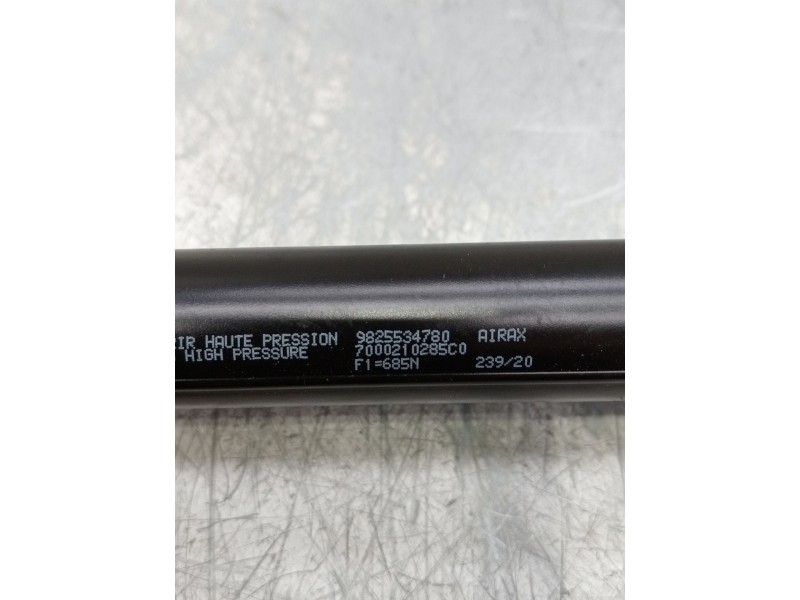 HAUTE PRESSION 9825534780 AIRAX
HIGH PRESSURE 7000210285C0
F1=685N 239/20